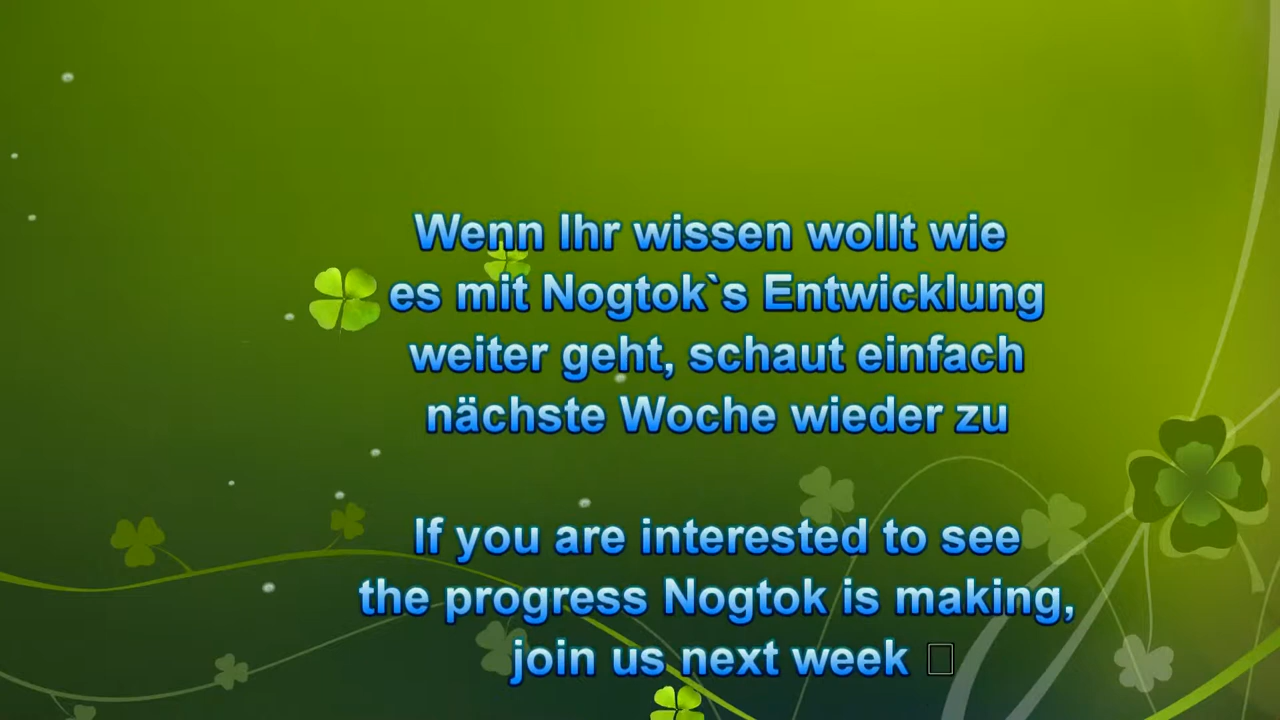 Wenn Ihr wissen wollt wie
es mit Nogtok`s Entwicklung
weiter geht, schaut einfach
nächste Woche wieder zu
If you are interested to see
the progress Nogtok is making,
join us next week